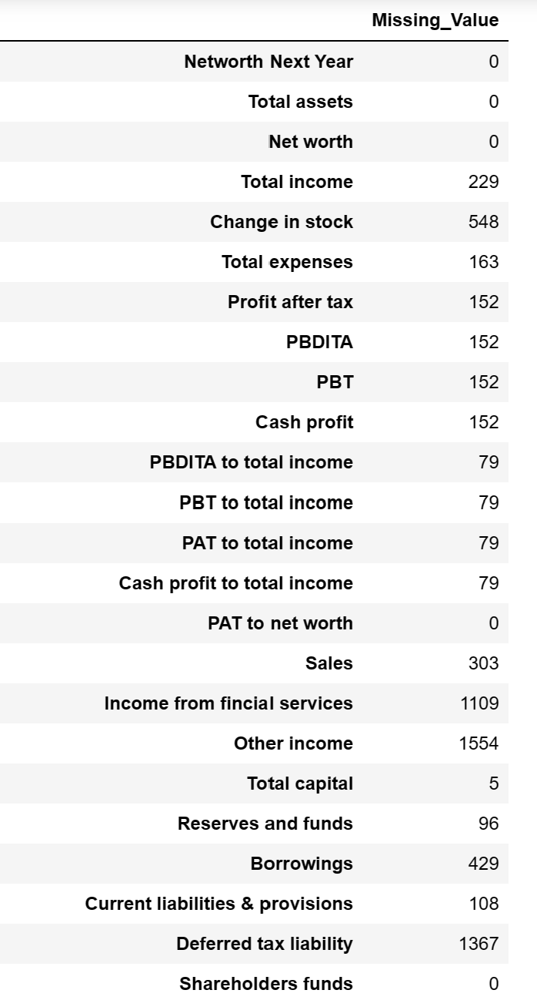 Missing_Value
Networth Next Year 0
Total assets 0
Net worth 0
Total income 229
Change in stock 548
Total expenses 163
Profit after tax 152
PBDITA 152
PBT 152
Cash profit 152
PBDITA to total income 79
PBT to total income 79
PAT to total income 79
Cash profit to total income 79
PAT to net worth 0
Sales 303
Income from fincial services 1109
Other income 1554
Total capital 5
Reserves and funds 96
Borrowings 429
Current liabilities & provisions 108
Deferred tax liability 1367
Shareholders funds 0